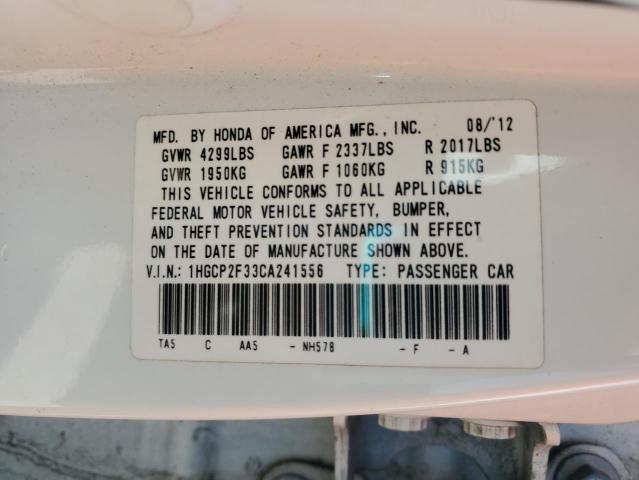 MFD. BY HONDA OF AMERICA MFG., INC. 08/'12
GVWR 4299LBS GAWR F 2337LBS R 2017LBS
GVWR 1950KG GAWR F 1060KG R 915KG
THIS VEHICLE CONFORMS TO ALL APPLICABLE
FEDERAL MOTOR VEHICLE SAFETY, BUMPER,
AND THEFT PREVENTION STANDARDS IN EFFECT
ON THE DATE OF MANUFACTURE SHOWN ABOVE.
V.I.N.: 1HGCP2F33CA241556 TYPE: PASSENGER CAR
TA5 C AA5 - NH578 - F - A